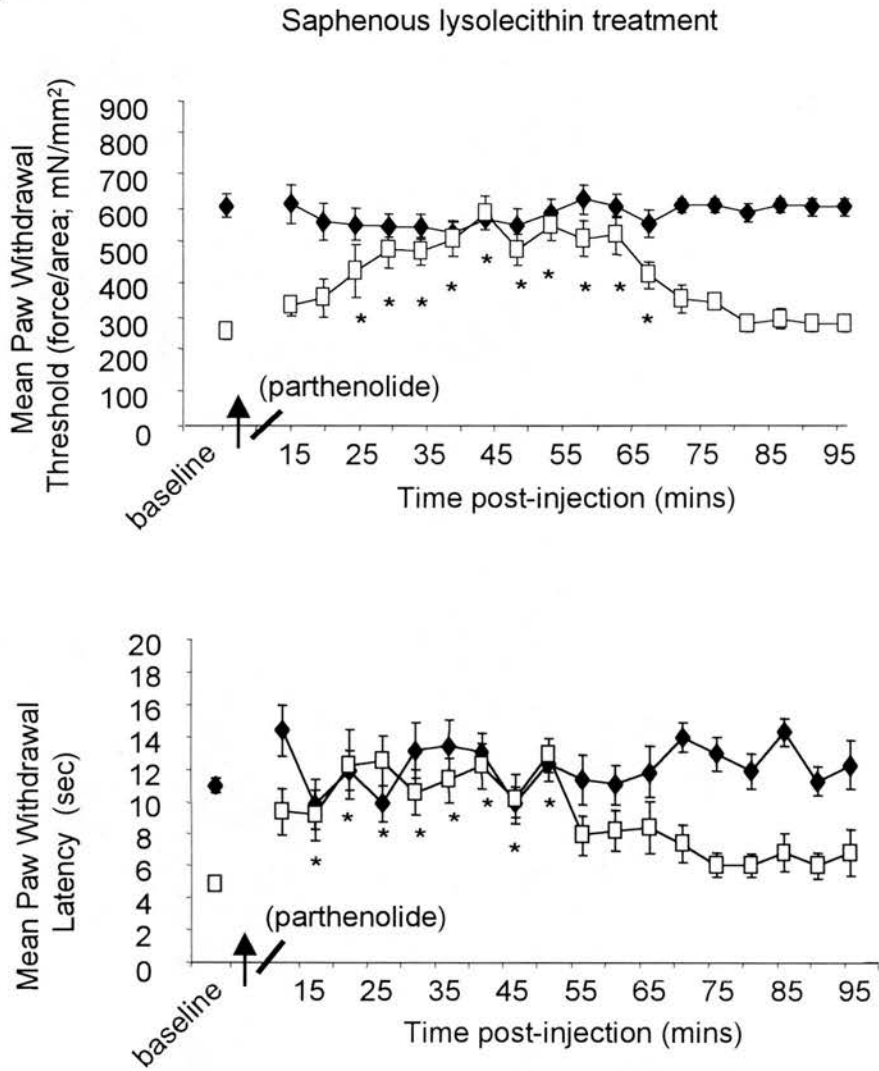 Saphenous lysolecithin treatment
Mean Paw Withdrawal
Threshold (force/area; mN/mm²)
900
800
700
600
500
400
300
200
100
0
(parthenolide)
* * * * * * * * * *
baseline
15 25 35 45 55 65 75 85 95
Time post-injection (mins)
Mean Paw Withdrawal
Latency (sec)
20
18
16
14
12
10
8
6
4
2
0
* * * * * * * *
(parthenolide)
baseline
15 25 35 45 55 65 75 85 95
Time post-injection (mins)